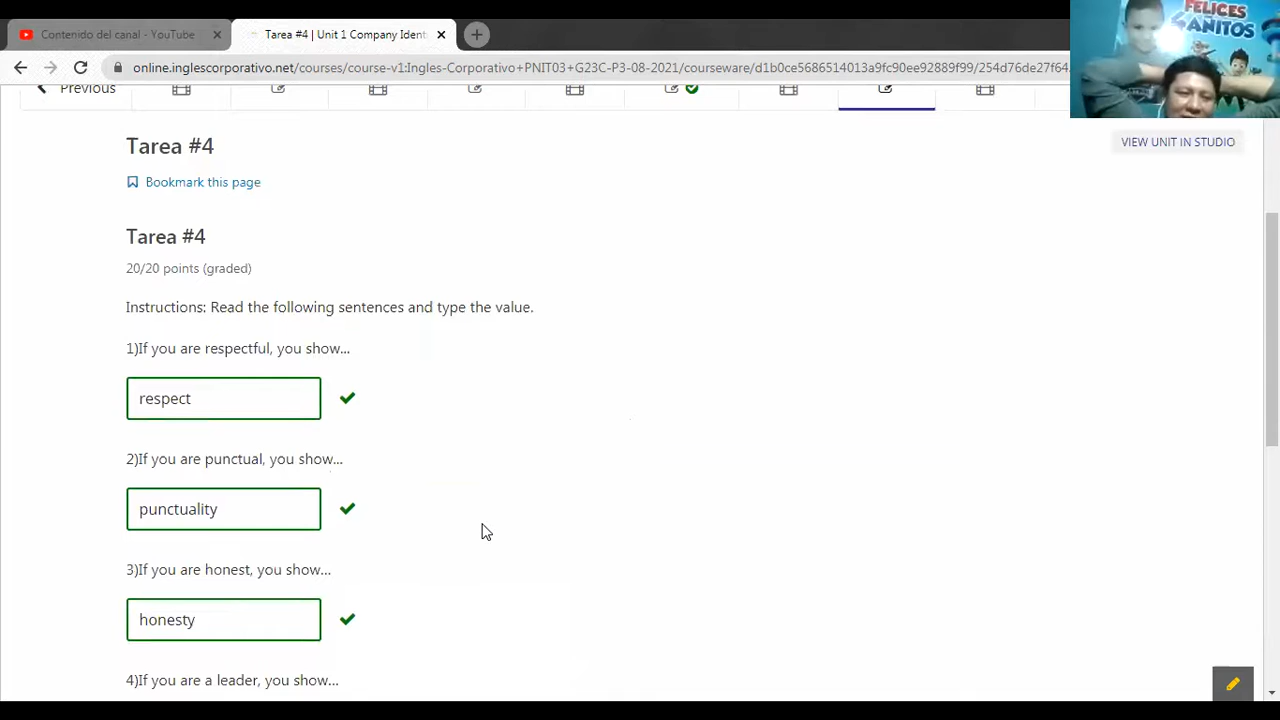 Contenido del canal - YouTube
Tarea #4 | Unit 1 Company Ident
FELICES
4 AÑITOS
online.inglescorporativo.net/courses/course-v1:Ingles-Corporativo+PNIT03+G23C-P3-08-2021/courseware/d1b0ce5686514013a9fc90ee92889f99/254d76de27f64
Previous
VIEW UNIT IN STUDIO
Tarea #4
Bookmark this page
Tarea #4
20/20 points (graded)
Instructions: Read the following sentences and type the value.
1)If you are respectful, you show...
respect
2)If you are punctual, you show...
punctuality
3)If you are honest, you show...
honesty
4)If you are a leader, you show...